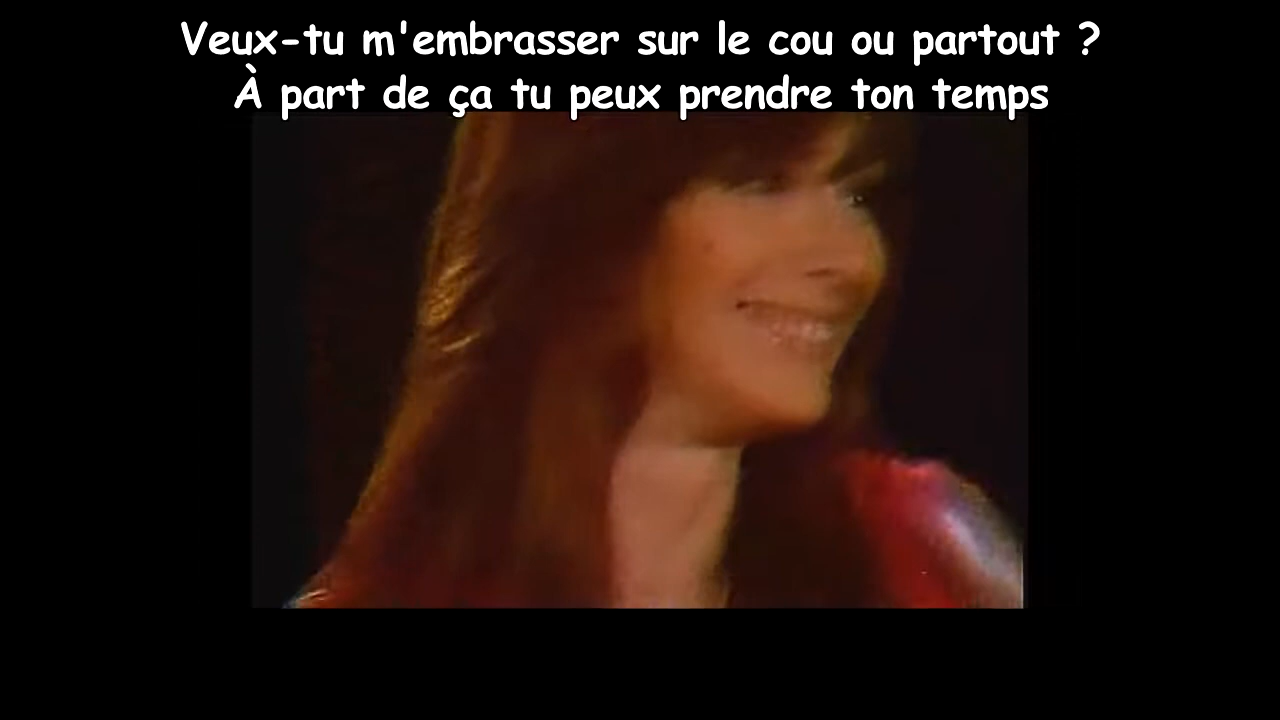 Veux-tu m'embrasser sur le cou ou partout ?
À part de ça tu peux prendre ton temps